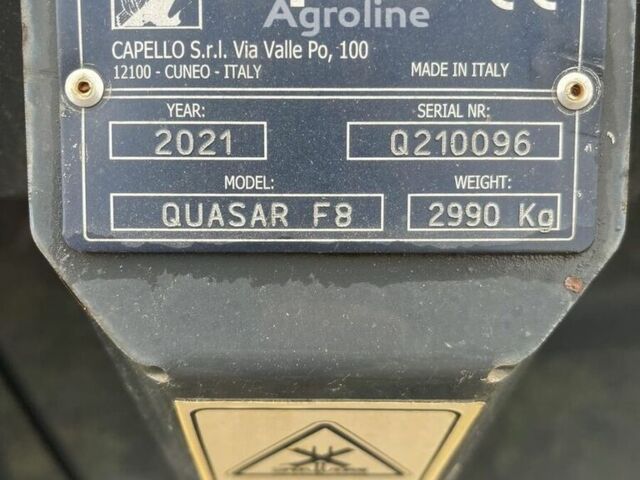 Agroline
CE
CAPELLO S.r.l. Via Valle Po, 100
12100 - CUNEO - ITALY
MADE IN ITALY
YEAR:
SERIAL NR:
2021
Q210096
MODEL:
WEIGHT:
QUASAR F8
2990 Kg